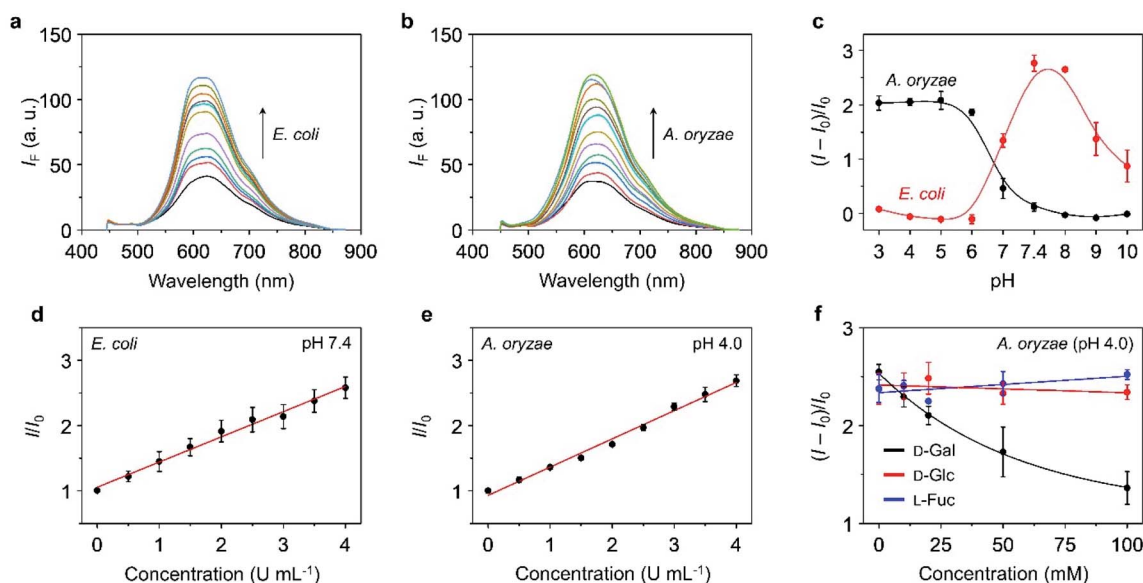 a
I_F (a. u.)
150
100
50
0
E. coli
400 500 600 700 800 900
Wavelength (nm)
b
I_F (a. u.)
150
100
50
0
A. oryzae
400 500 600 700 800 900
Wavelength (nm)
c
(I − I₀)/I₀
3
2
1
0
A. oryzae
E. coli
3 4 5 6 7 7.4 8 9 10
pH
d
I/I₀
3
2
1
E. coli
pH 7.4
0 1 2 3 4
Concentration (U mL⁻¹)
e
I/I₀
3
2
1
A. oryzae
pH 4.0
0 1 2 3 4
Concentration (U mL⁻¹)
f
(I − I₀)/I₀
3
2
1
A. oryzae (pH 4.0)
D-Gal
D-Glc
L-Fuc
0 25 50 75 100
Concentration (mM)